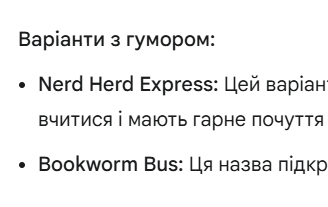 Варіанти з гумором:
• Nerd Herd Express: Цей варіант
вчитися і мають гарне почуття
• Bookworm Bus: Ця назва підкр